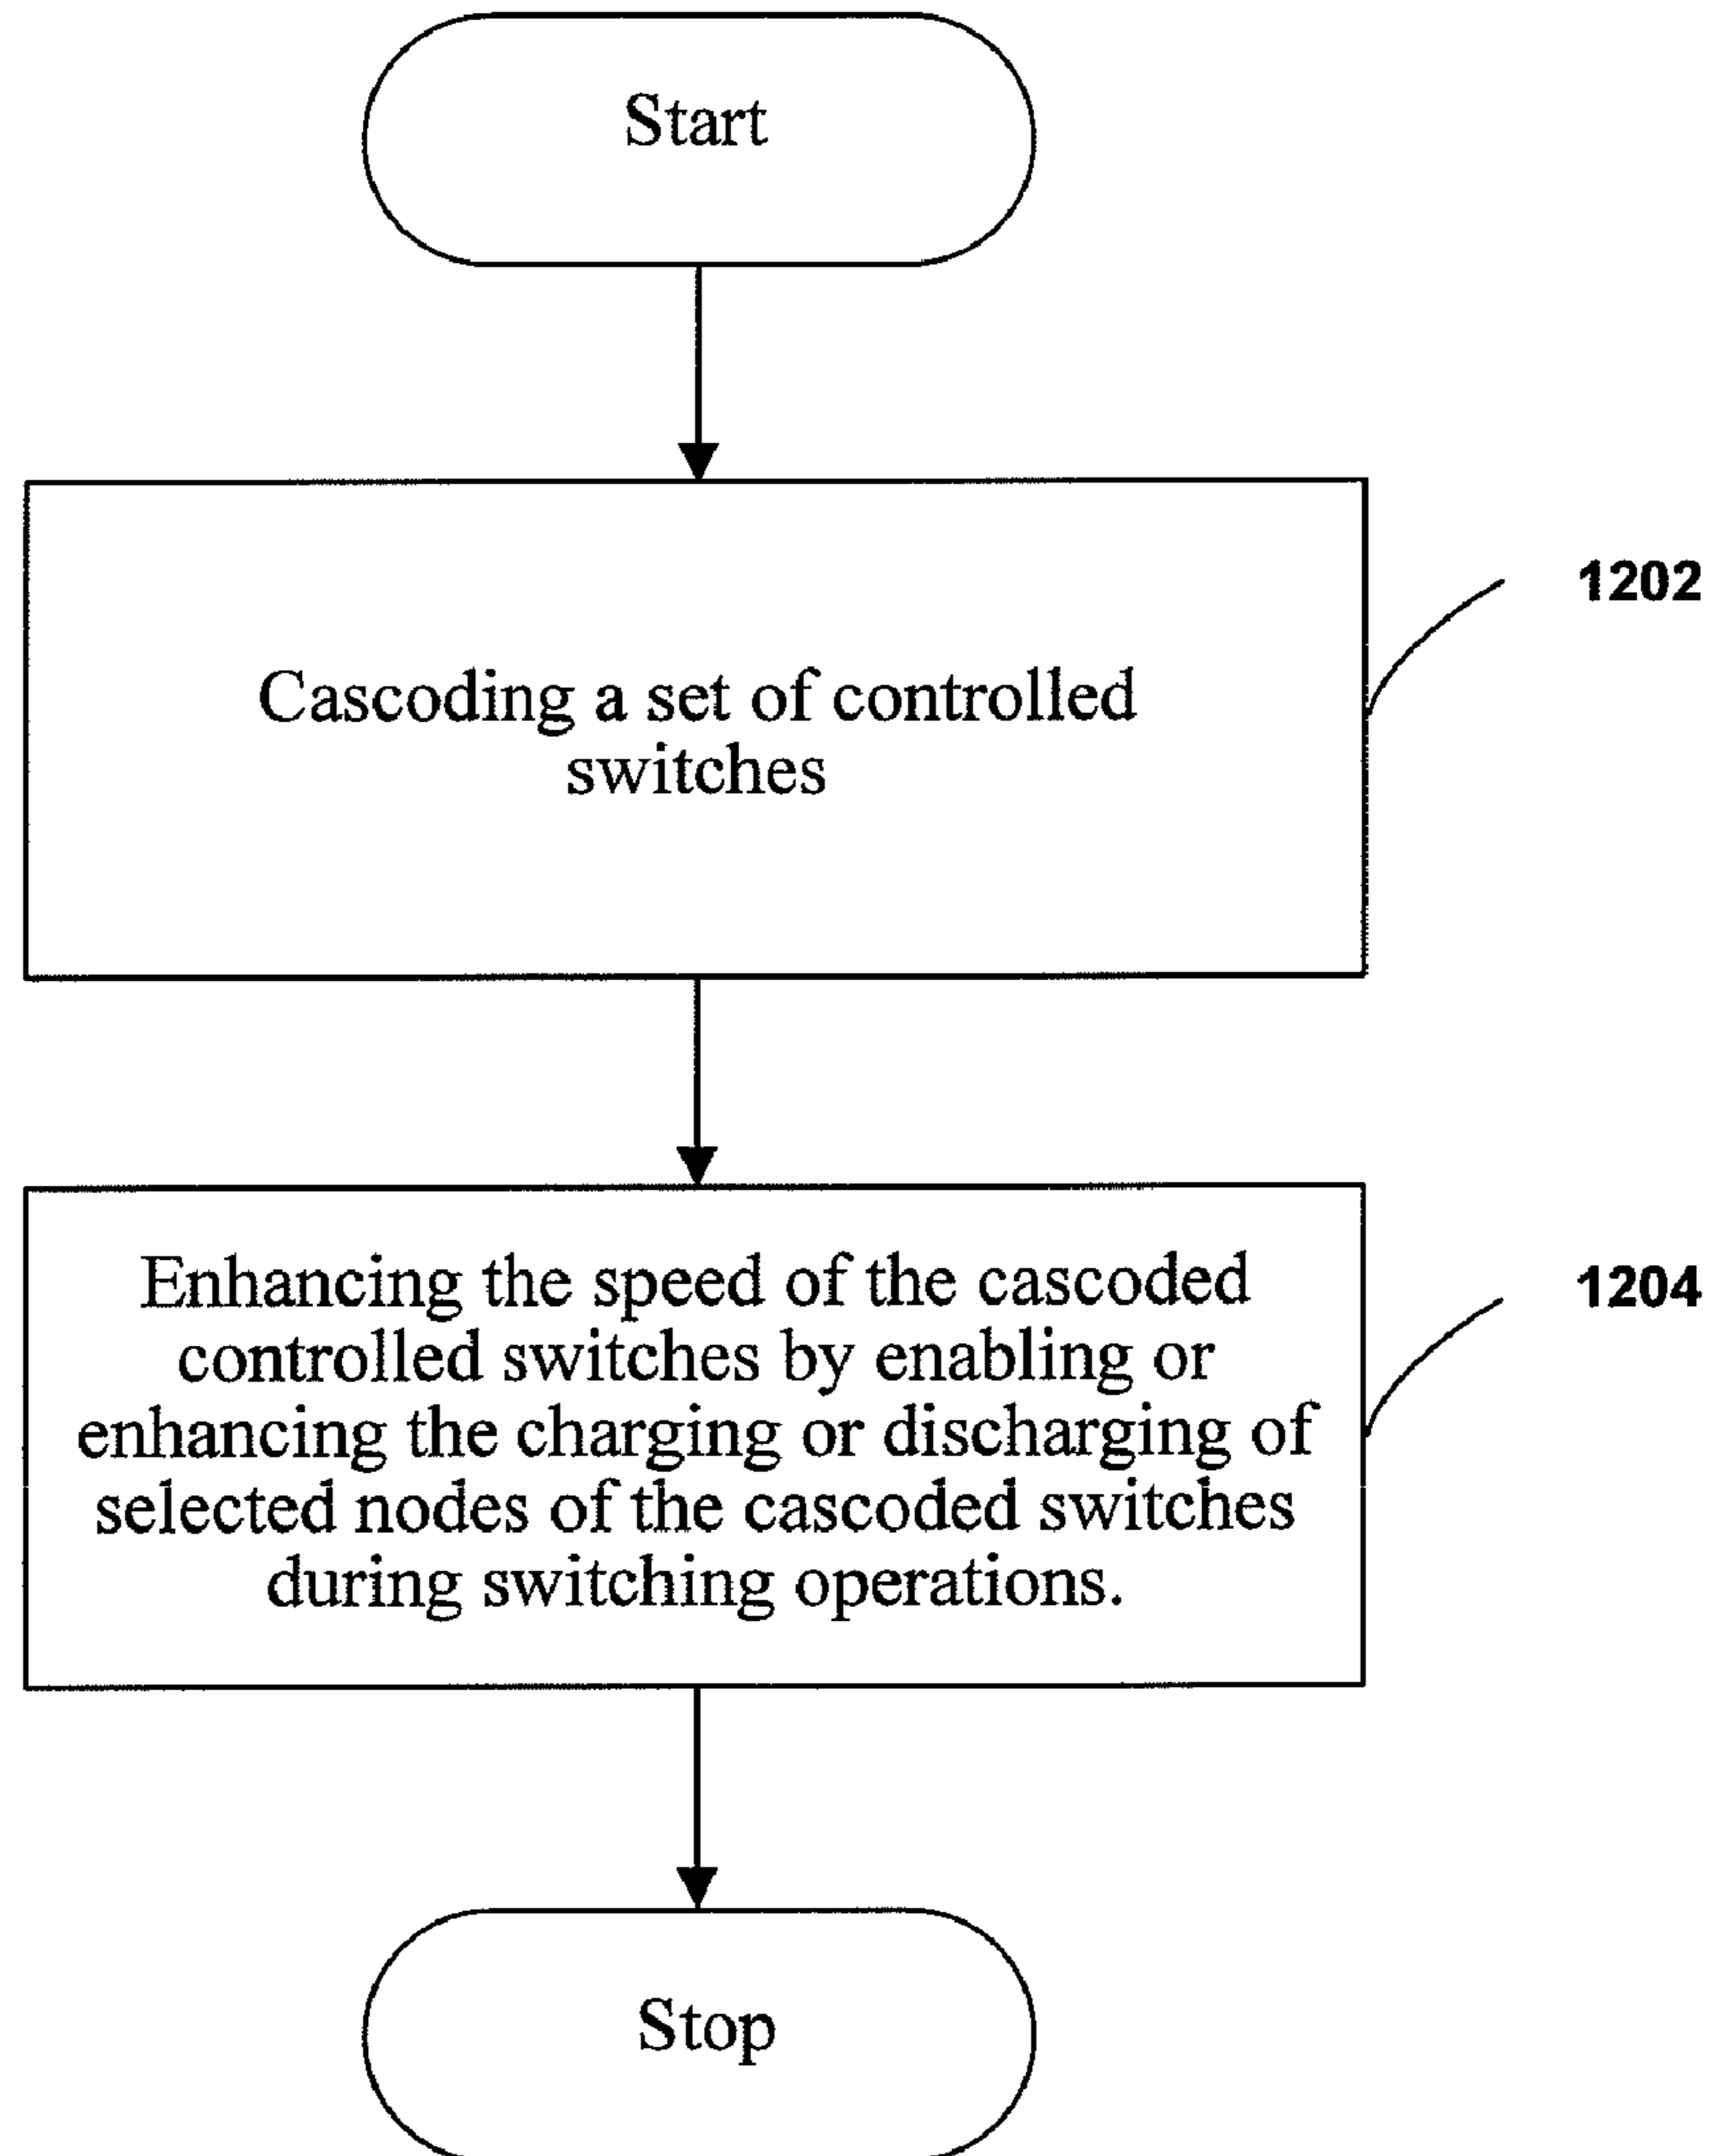 Start
1202
Cascoding a set of controlled
switches
1204
Enhancing the speed of the cascoded
controlled switches by enabling or
enhancing the charging or discharging of
selected nodes of the cascoded switches
during switching operations.
Stop